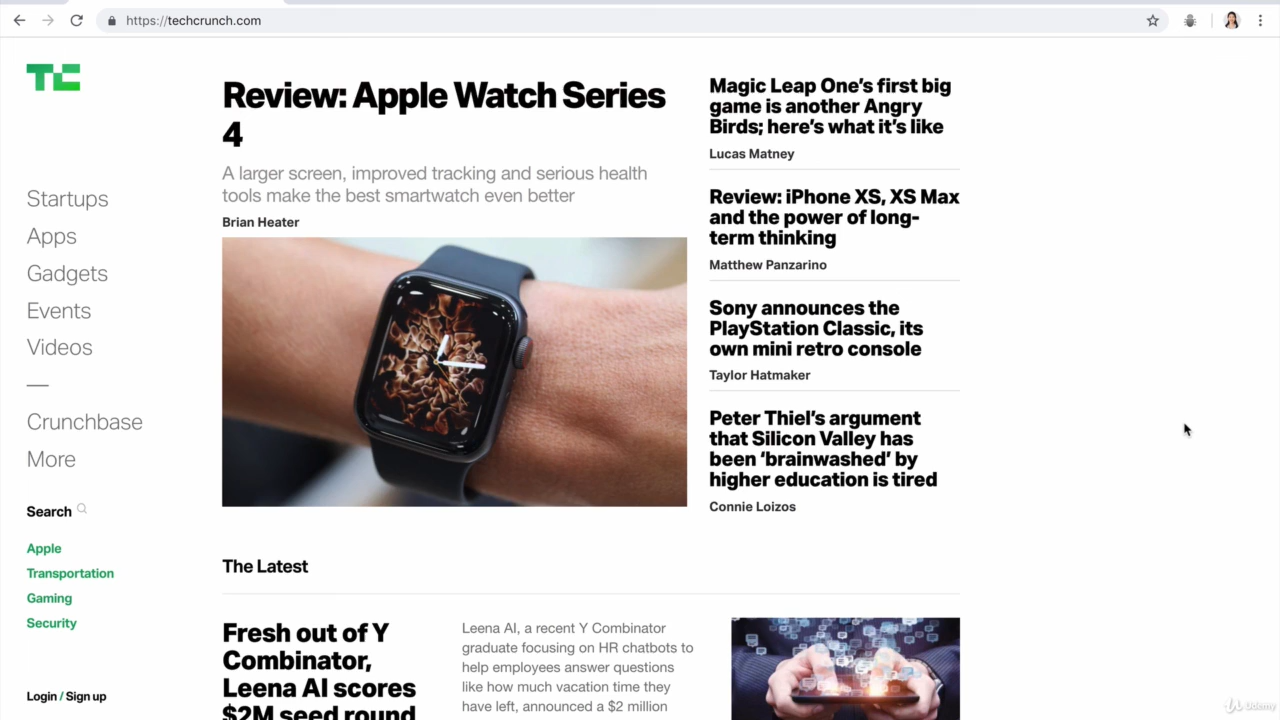 https://techcrunch.com
TC
Startups
Apps
Gadgets
Events
Videos
Crunchbase
More
Search
Apple
Transportation
Gaming
Security
Login / Sign up
Review: Apple Watch Series
4
A larger screen, improved tracking and serious health
tools make the best smartwatch even better
Brian Heater
Magic Leap One’s first big
game is another Angry
Birds; here’s what it’s like
Lucas Matney
Review: iPhone XS, XS Max
and the power of long-
term thinking
Matthew Panzarino
Sony announces the
PlayStation Classic, its
own mini retro console
Taylor Hatmaker
Peter Thiel’s argument
that Silicon Valley has
been ‘brainwashed’ by
higher education is tired
Connie Loizos
The Latest
Fresh out of Y
Combinator,
Leena AI scores
$2M seed round
Leena AI, a recent Y Combinator
graduate focusing on HR chatbots to
help employees answer questions
like how much vacation time they
have left, announced a $2 million
Udemy